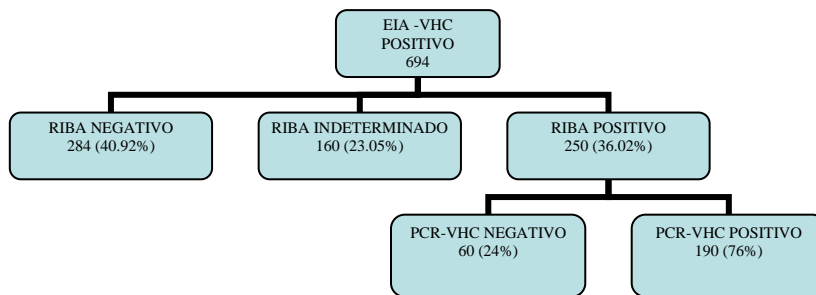 EIA -VHC
POSITIVO
694
RIBA NEGATIVO
284 (40.92%)
RIBA INDETERMINADO
160 (23.05%)
RIBA POSITIVO
250 (36.02%)
PCR-VHC NEGATIVO
60 (24%)
PCR-VHC POSITIVO
190 (76%)